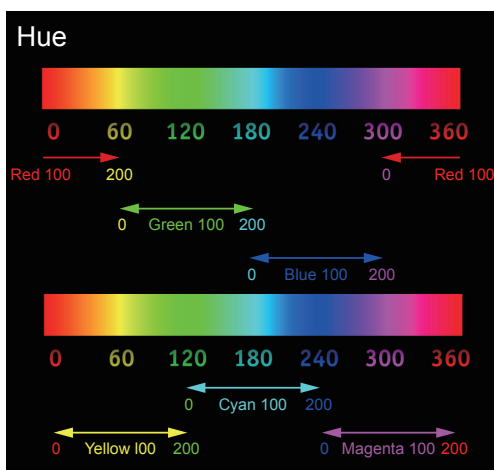 Hue
0 60 120 180 240 300 360
Red 100 200 0 Red 100
0 Green 100 200
0 Blue 100 200
0 60 120 180 240 300 360
0 Cyan 100 200
0 Yellow l00 200 0 Magenta 100 200